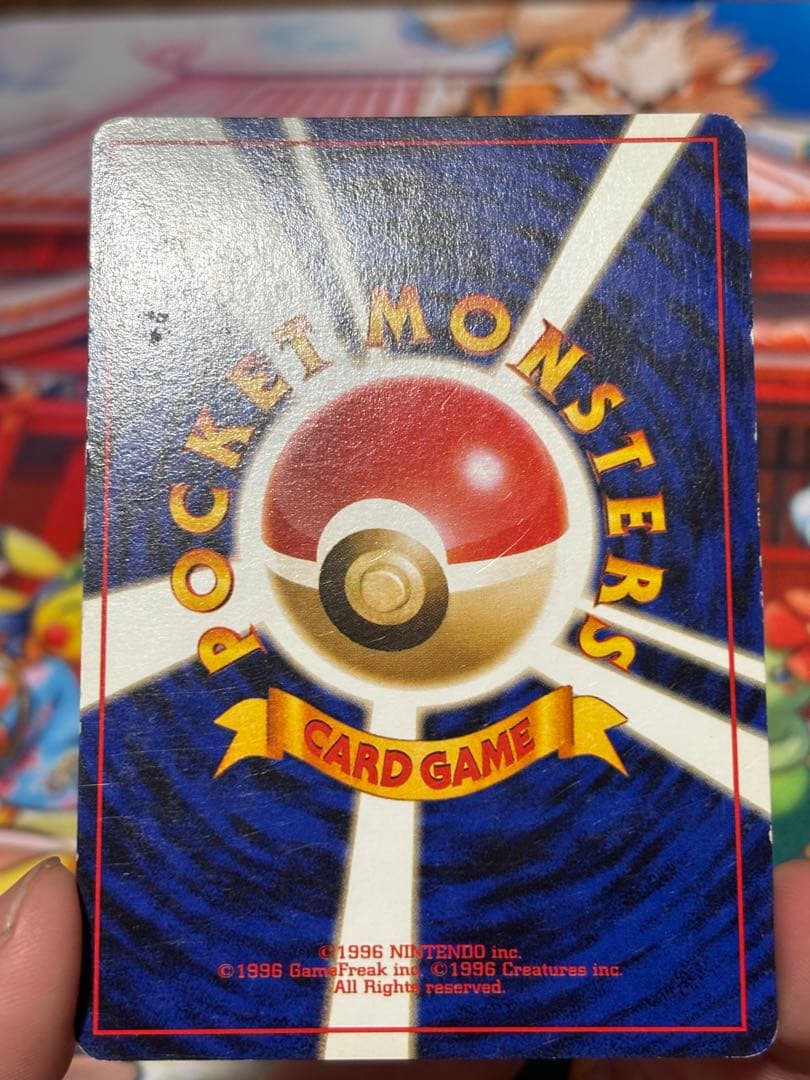 POCKET MONSTERS
CARD GAME
©1996 NINTENDO inc.
©1996 GameFreak inc. ©1996 Creatures inc.
All Rights reserved.